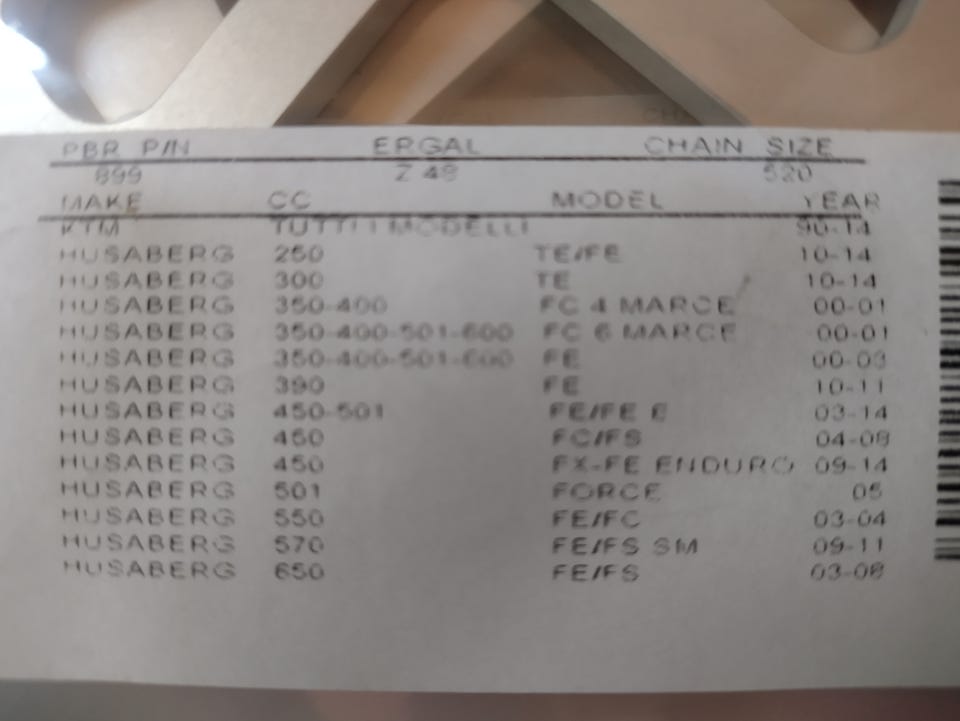 PBR P/N ERGAL CHAIN SIZE
899 Z 48 520
MAKE CC MODEL YEAR
KTM TUTTI I MODELLI 90-14
HUSABERG 250 TE/FE 10-14
HUSABERG 300 TE 10-14
HUSABERG 350-400 FC 4 MARCE 00-01
HUSABERG 350-400-501-600 FC 6 MARCE 00-01
HUSABERG 350-400-501-600 FE 00-03
HUSABERG 390 FE 10-11
HUSABERG 450-501 FE/FE E 03-14
HUSABERG 450 FC/FS 04-08
HUSABERG 450 FX-FE ENDURO 09-14
HUSABERG 501 FORCE 05
HUSABERG 550 FE/FC 03-04
HUSABERG 570 FE/FS SM 09-11
HUSABERG 650 FE/FS 03-08